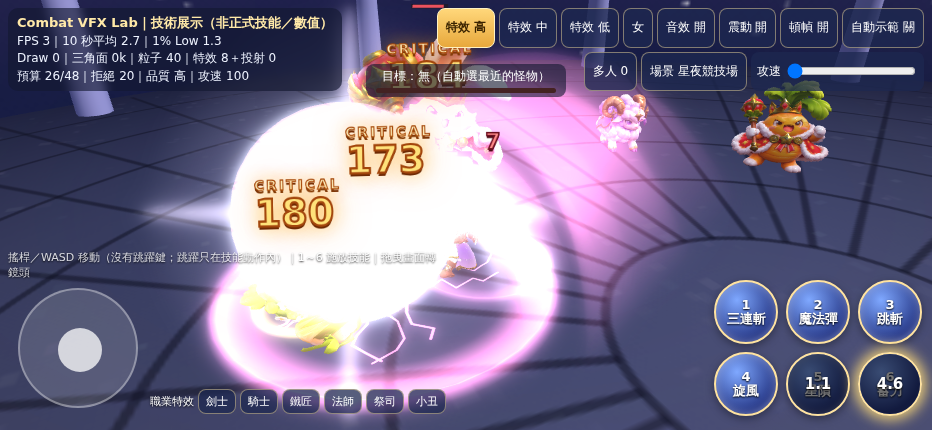 Combat VFX Lab｜技術展示（非正式技能／數值）
FPS 3｜10 秒平均 2.7｜1% Low 1.3
Draw 0｜三角面 0k｜粒子 40｜特效 8＋投射 0
預算 26/48｜拒絕 20｜品質 高｜攻速 100
特效 高
特效 中
特效 低
女
音效 開
震動 開
頓幀 開
自動示範 關
CRITICAL
184
目標：無（自動選最近的怪物）
多人 0
場景 星夜競技場
攻速
CRITICAL
173
7
CRITICAL
180
搖桿／WASD 移動（沒有跳躍鍵；跳躍只在技能動作內）｜1～6 施放技能｜拖曳畫面轉
鏡頭
1
三連斬
2
魔法彈
3
跳斬
4
旋風
5
1.1
星隕
6
4.6
蓄力
職業特效
劍士
騎士
鐵匠
法師
祭司
小丑